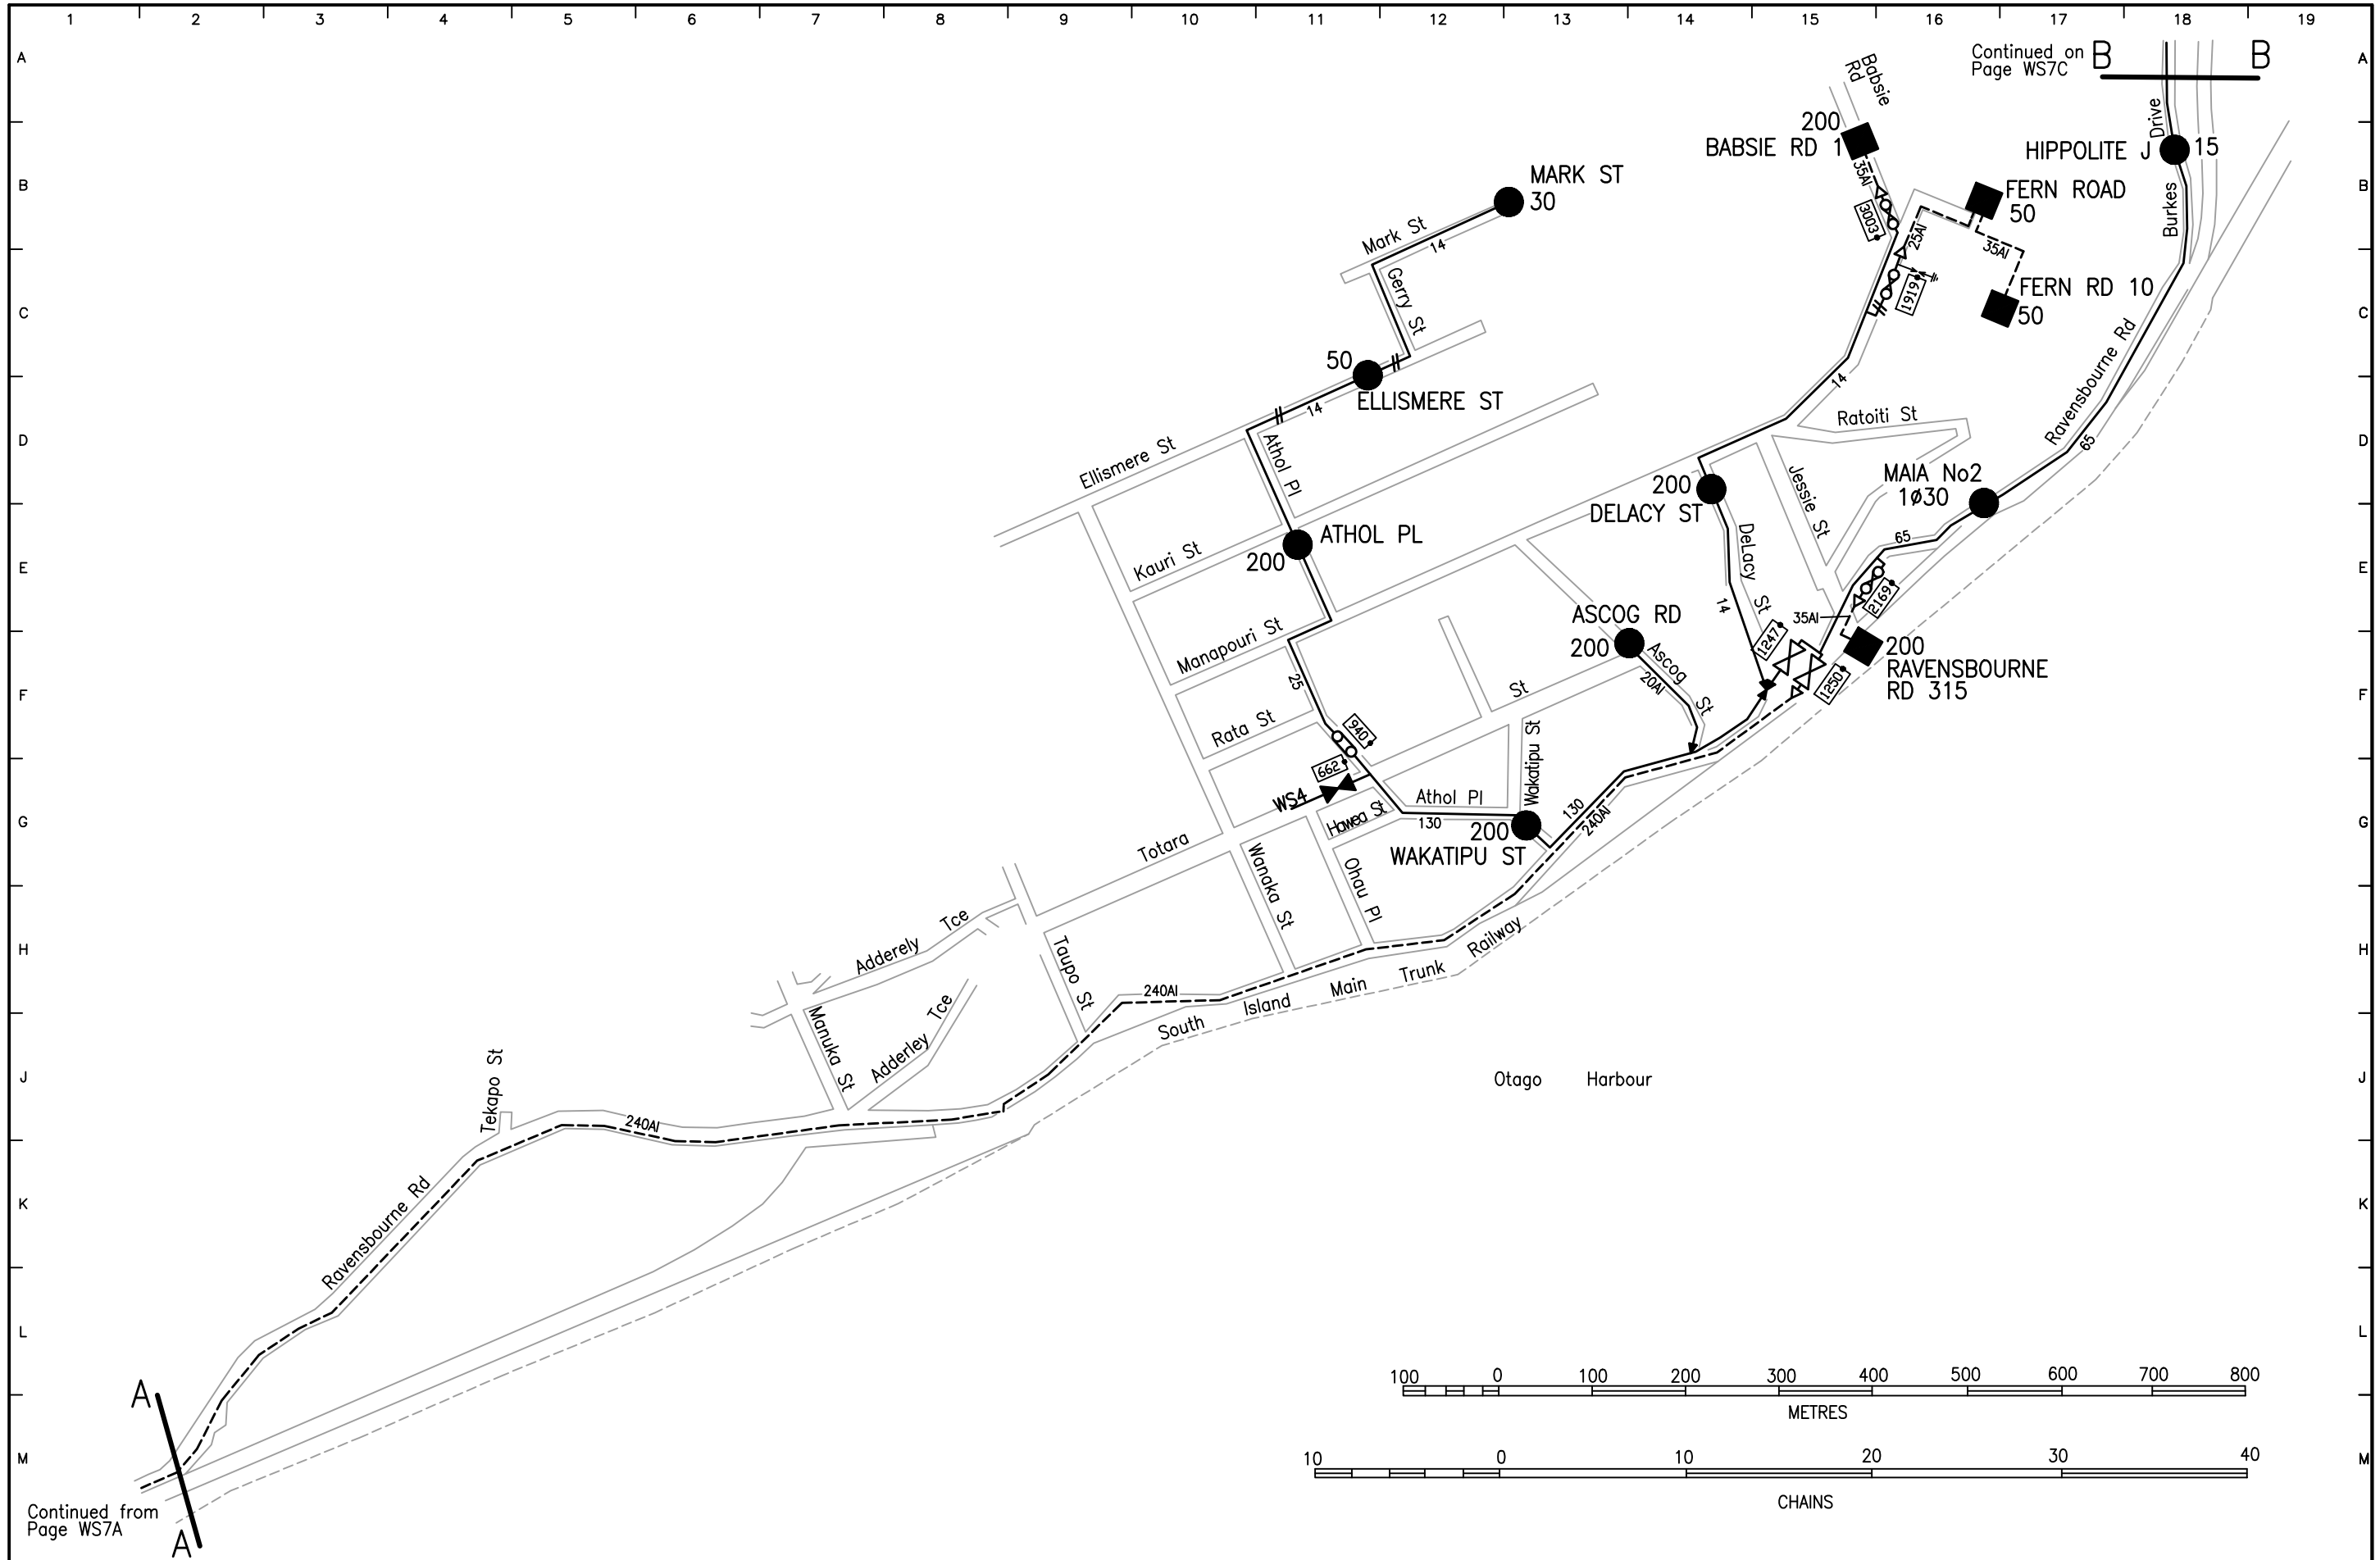 1 2 3 4 5 6 7 8 9 10 11 12 13 14 15 16 17 18 19
A
A
Continued on
Page WS7C
B
B
Babsie
Rd
200
BABSIE RD 1
35AI
3003
Drive
HIPPOLITE J
15
Burkes
B
B
MARK ST
30
FERN ROAD
50
25AI
35AI
Mark St
14
Gerry St
1919
FERN RD 10
50
C
C
50
ELLISMERE ST
14
14
Ravensbourne Rd
65
Ratoiti St
D
D
Ellismere St
Athol Pl
Jessie St
MAIA No2
1ø30
200
DELACY ST
DeLacy St
14
ATHOL PL
200
Kauri St
65
2169
E
E
ASCOG RD
200
Ascog St
20AI
35AI
1247
1250
200
RAVENSBOURNE
RD 315
Manapouri St
25
F
F
Rata St
940
662
St
Wakatipu St
WS4
Hawea St
Athol Pl
130
130
240AI
200
WAKATIPU ST
G
G
Totara
Wanaka St
Ohau Pl
Adderely Tce
Taupo St
H
H
240AI
South Island Main Trunk Railway
Manuka St
Adderley Tce
Tekapo St
Otago Harbour
J
J
240AI
Ravensbourne Rd
K
K
L
L
100 0 100 200 300 400 500 600 700 800
METRES
A
M
M
10 0 10 20 30 40
CHAINS
Continued from
Page WS7A
A